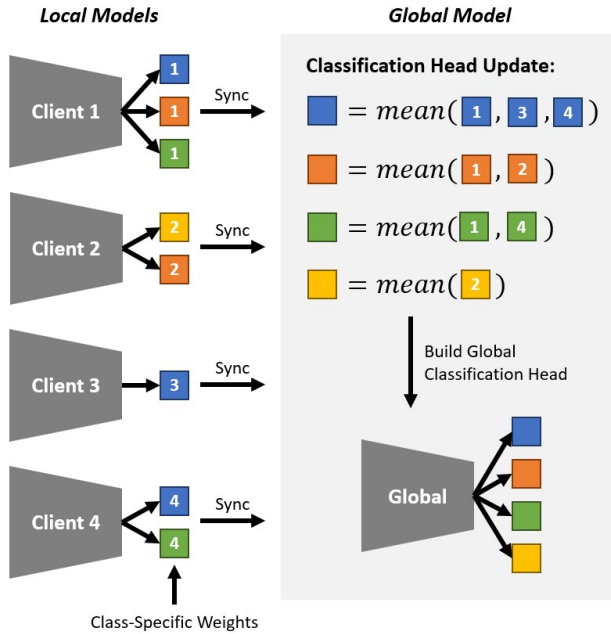 Local Models
Global Model
Client 1
1
1
1
Sync
Client 2
2
2
Sync
Client 3
3
Sync
Client 4
4
4
Sync
Class-Specific Weights
Classification Head Update:
= mean( 1 , 3 , 4 )
= mean( 1 , 2 )
= mean( 1 , 4 )
= mean( 2 )
Build Global
Classification Head
Global